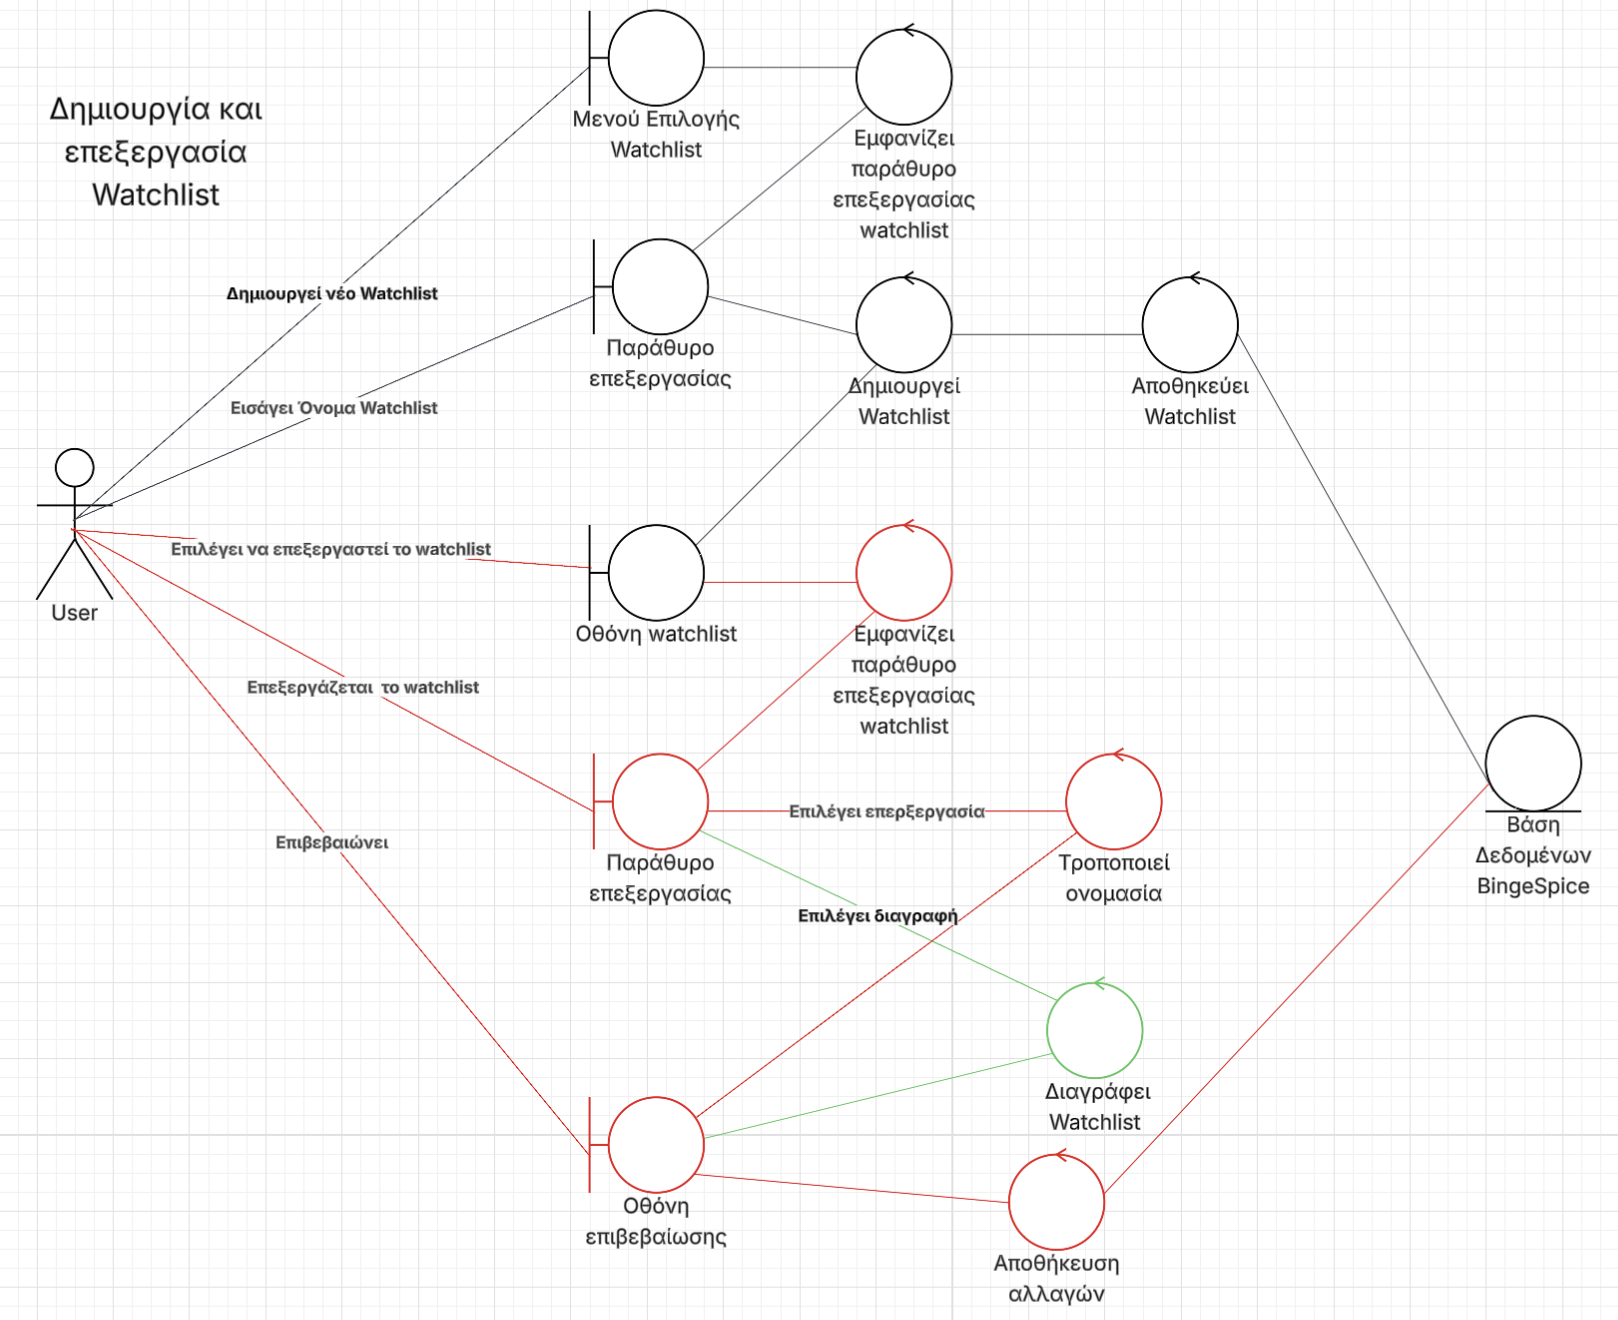 Δημιουργία και
επεξεργασία
Watchlist
Μενού Επιλογής
Watchlist
Εμφανίζει
παράθυρο
επεξεργασίας
watchlist
Δημιουργεί νέο Watchlist
Παράθυρο
επεξεργασίας
Δημιουργεί
Watchlist
Αποθηκεύει
Watchlist
Εισάγει Όνομα Watchlist
User
Επιλέγει να επεξεργαστεί το watchlist
Οθόνη watchlist
Εμφανίζει
παράθυρο
επεξεργασίας
watchlist
Επεξεργάζεται το watchlist
Επιλέγει επερξεργασία
Επιβεβαιώνει
Παράθυρο
επεξεργασίας
Τροποποιεί
ονομασία
Βάση
Δεδομένων
BingeSpice
Επιλέγει διαγραφή
Διαγράφει
Watchlist
Οθόνη
επιβεβαίωσης
Αποθήκευση
αλλαγών